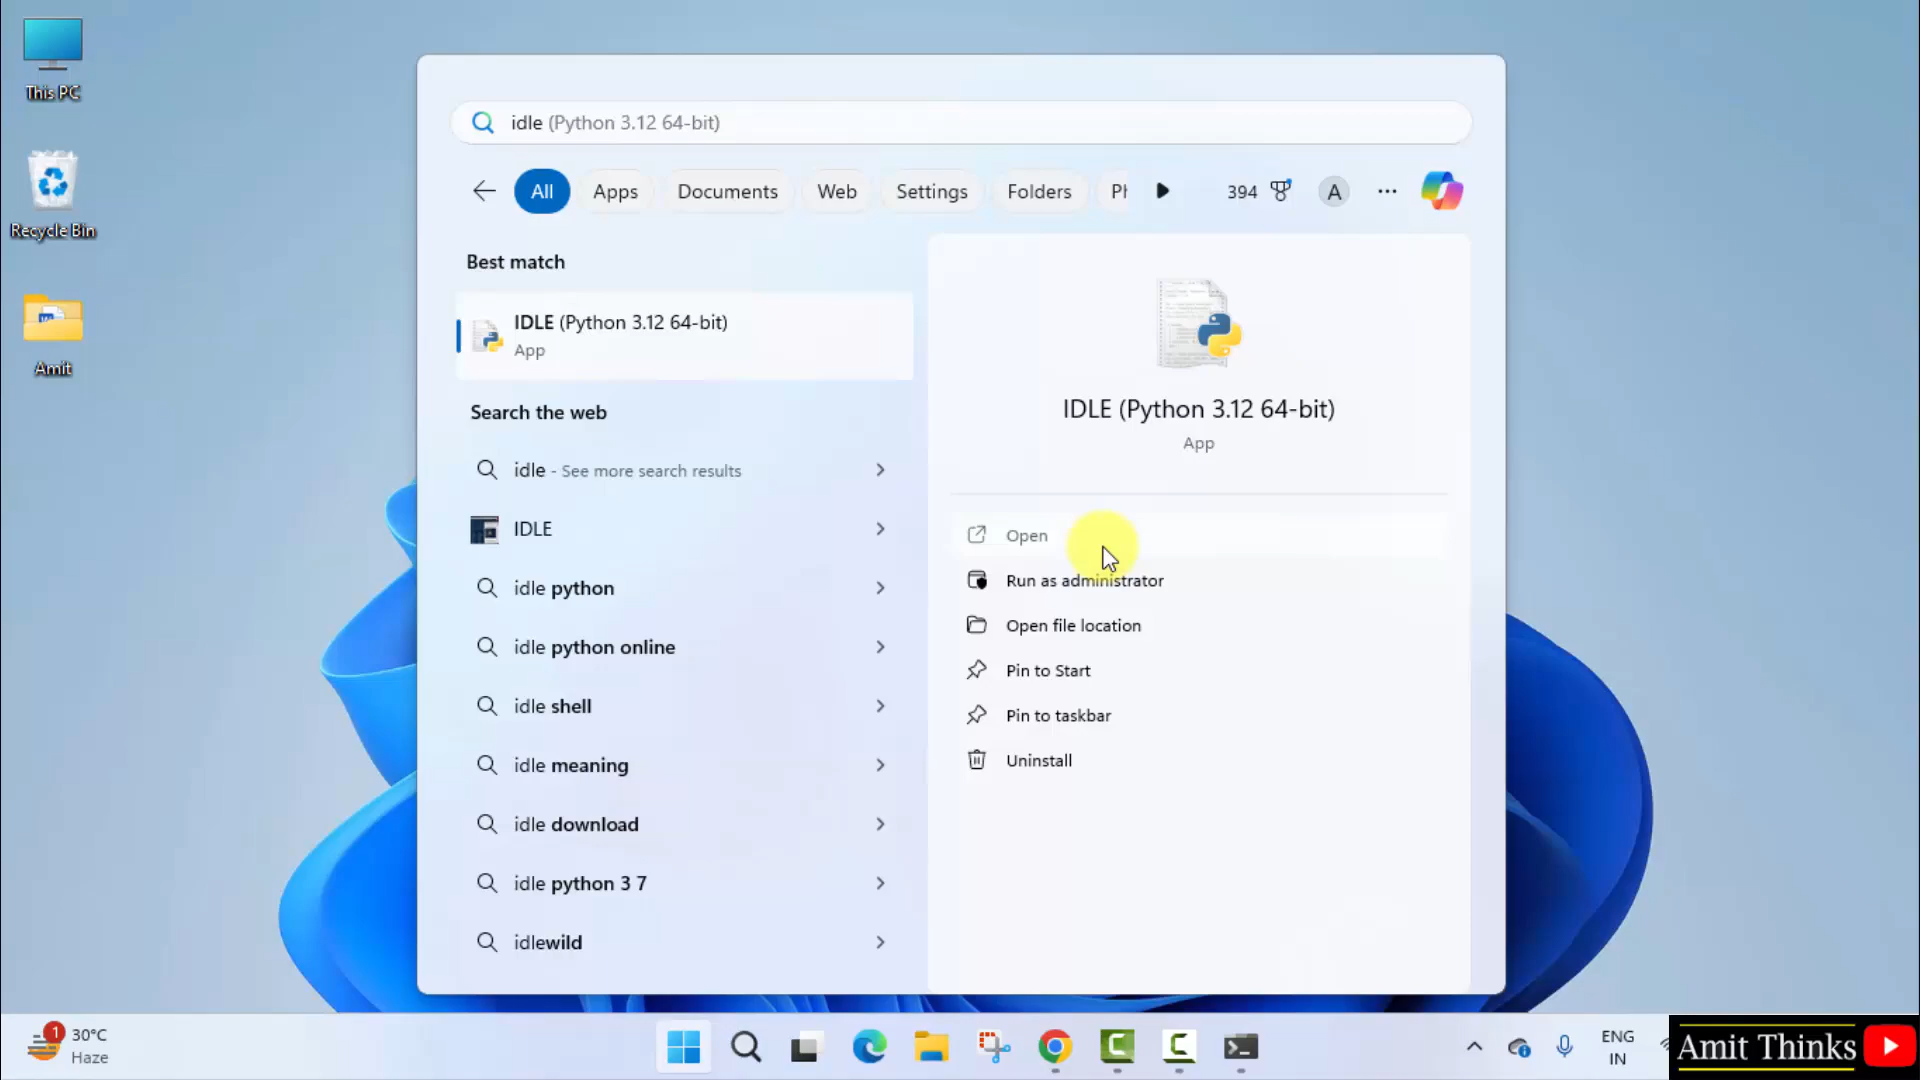 This PC
Recycle Bin
Amit
idle (Python 3.12 64-bit)
All
Apps
Documents
Web
Settings
Folders
394
A
Best match
IDLE (Python 3.12 64-bit)
App
Search the web
idle - See more search results
IDLE
idle python
idle python online
idle shell
idle meaning
idle download
idle python 3 7
idlewild
IDLE (Python 3.12 64-bit)
App
Open
Run as administrator
Open file location
Pin to Start
Pin to taskbar
Uninstall
1
30°C
Haze
ENG
IN
Amit Thinks